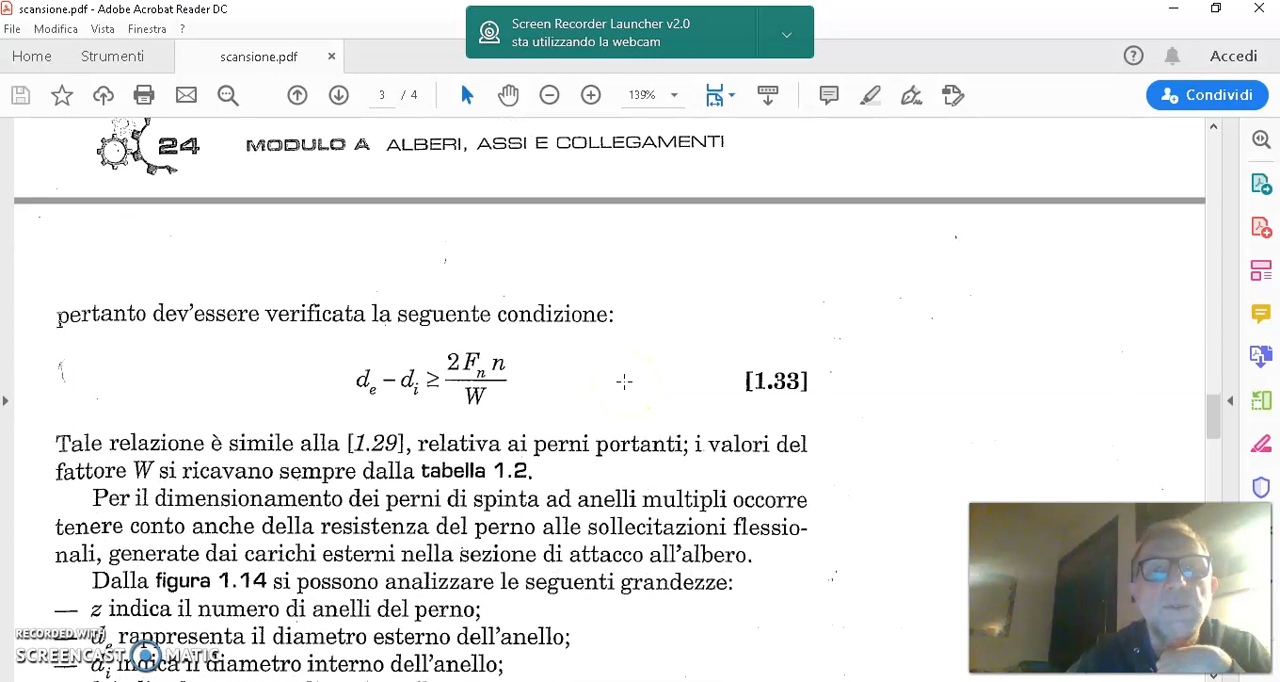 scansione.pdf - Adobe Acrobat Reader DC
File Modifica Vista Finestra ?
Screen Recorder Launcher v2.0
sta utilizzando la webcam
Home Strumenti scansione.pdf × Accedi
3 / 4 139% Condividi
24 MODULO A ALBERI, ASSI E COLLEGAMENTI
pertanto dev'essere verificata la seguente condizione:
d_e − d_i ≥ 2 F_n n / W [1.33]
Tale relazione è simile alla [1.29], relativa ai perni portanti; i valori del
fattore W si ricavano sempre dalla tabella 1.2.
Per il dimensionamento dei perni di spinta ad anelli multipli occorre
tenere conto anche della resistenza del perno alle sollecitazioni flessio-
nali, generate dai carichi esterni nella sezione di attacco all'albero.
Dalla figura 1.14 si possono analizzare le seguenti grandezze:
— z indica il numero di anelli del perno;
— d_e rappresenta il diametro esterno dell'anello;
— d_i indica il diametro interno dell'anello;
RECORDED WITH
SCREENCAST MATIC